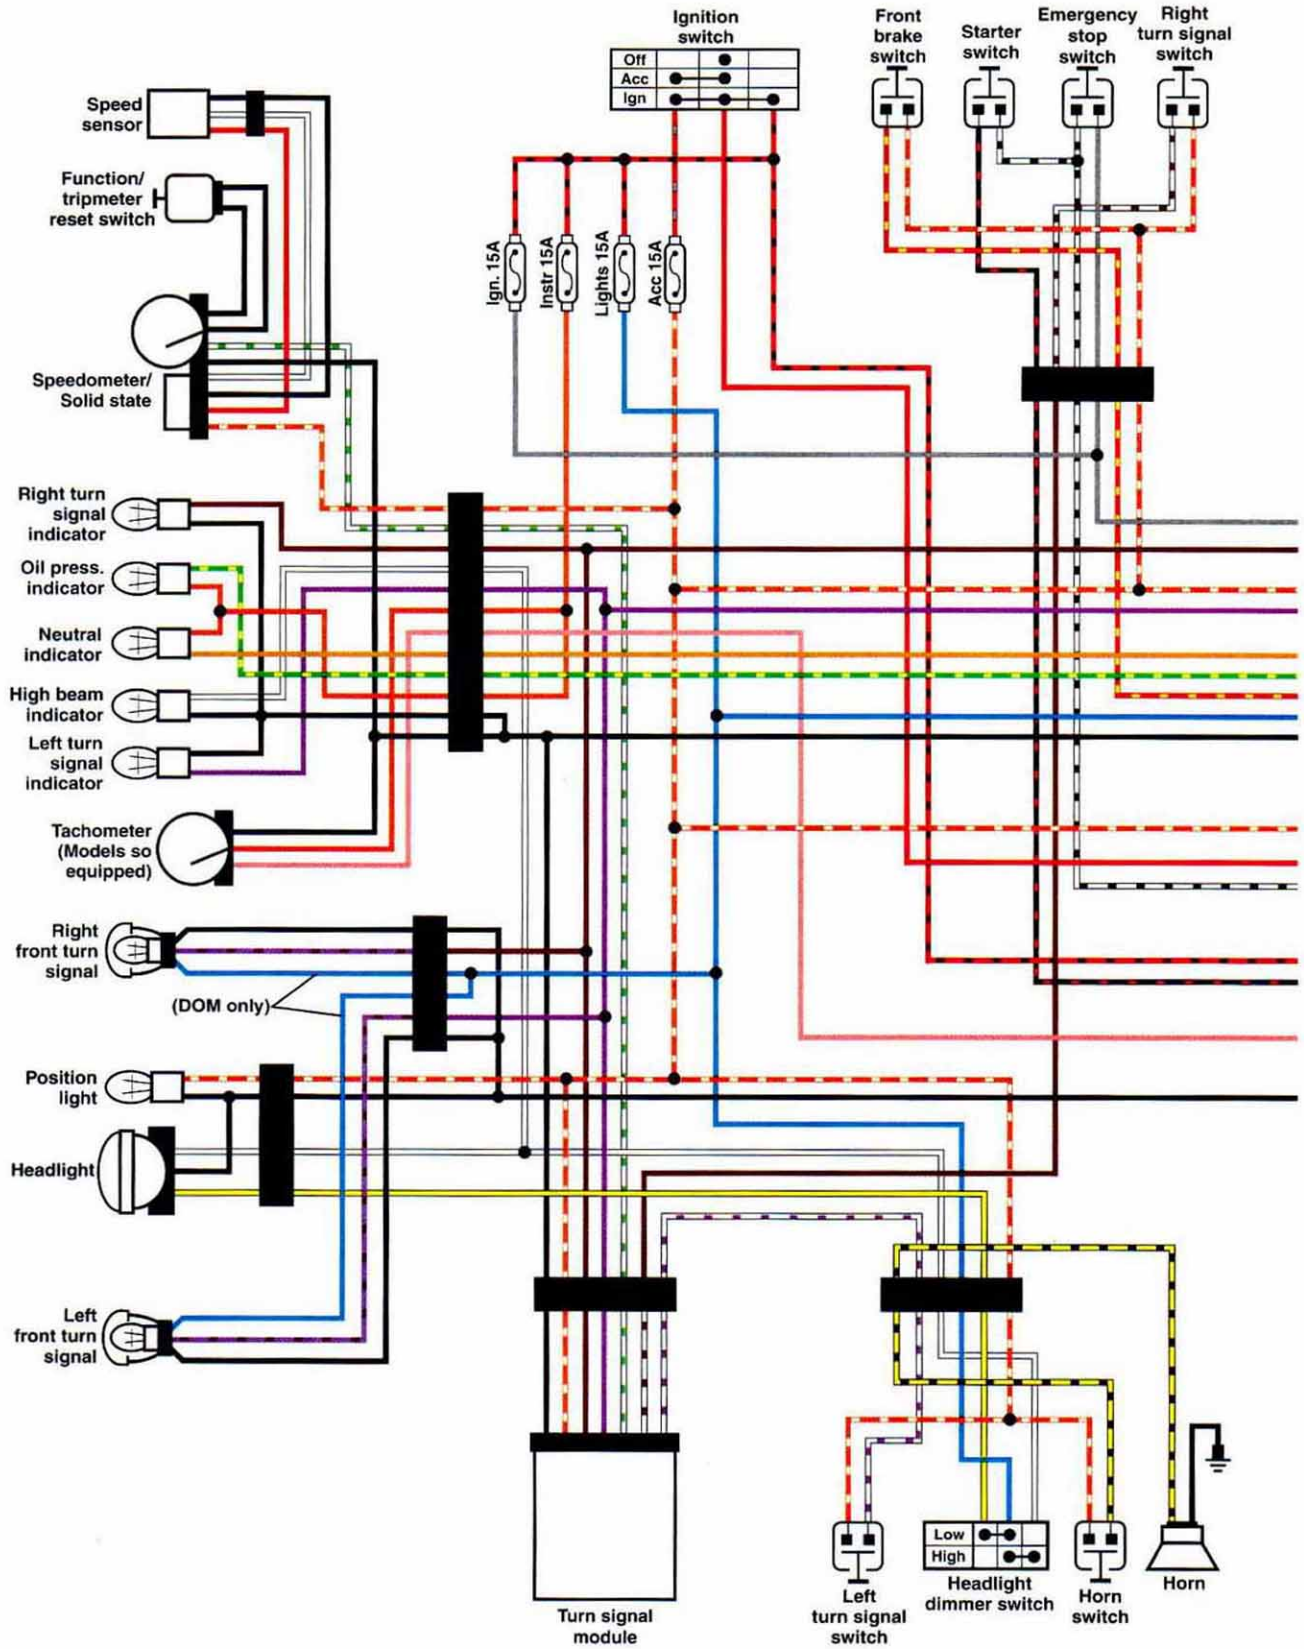 Ignition
switch
Off
Acc
Ign
Front
brake
switch
Starter
switch
Emergency
stop
switch
Right
turn signal
switch
Speed
sensor
Function/
tripmeter
reset switch
Ign. 15A
Instr 15A
Lights 15A
Acc 15A
Speedometer/
Solid state
Right turn
signal
indicator
Oil press.
indicator
Neutral
indicator
High beam
indicator
Left turn
signal
indicator
Tachometer
(Models so
equipped)
Right
front turn
signal
(DOM only)
Position
light
Headlight
Left
front turn
signal
Turn signal
module
Left
turn signal
switch
Low
High
Headlight
dimmer switch
Horn
switch
Horn